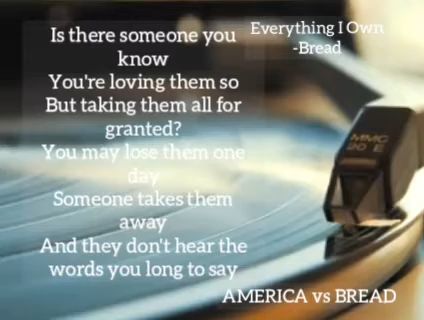 Is there someone you
know
You're loving them so
But taking them all for
granted?
You may lose them one
day
Someone takes them
away
And they don't hear the
words you long to say
Everything I Own
-Bread
MMC
20 E
AMERICA vs BREAD